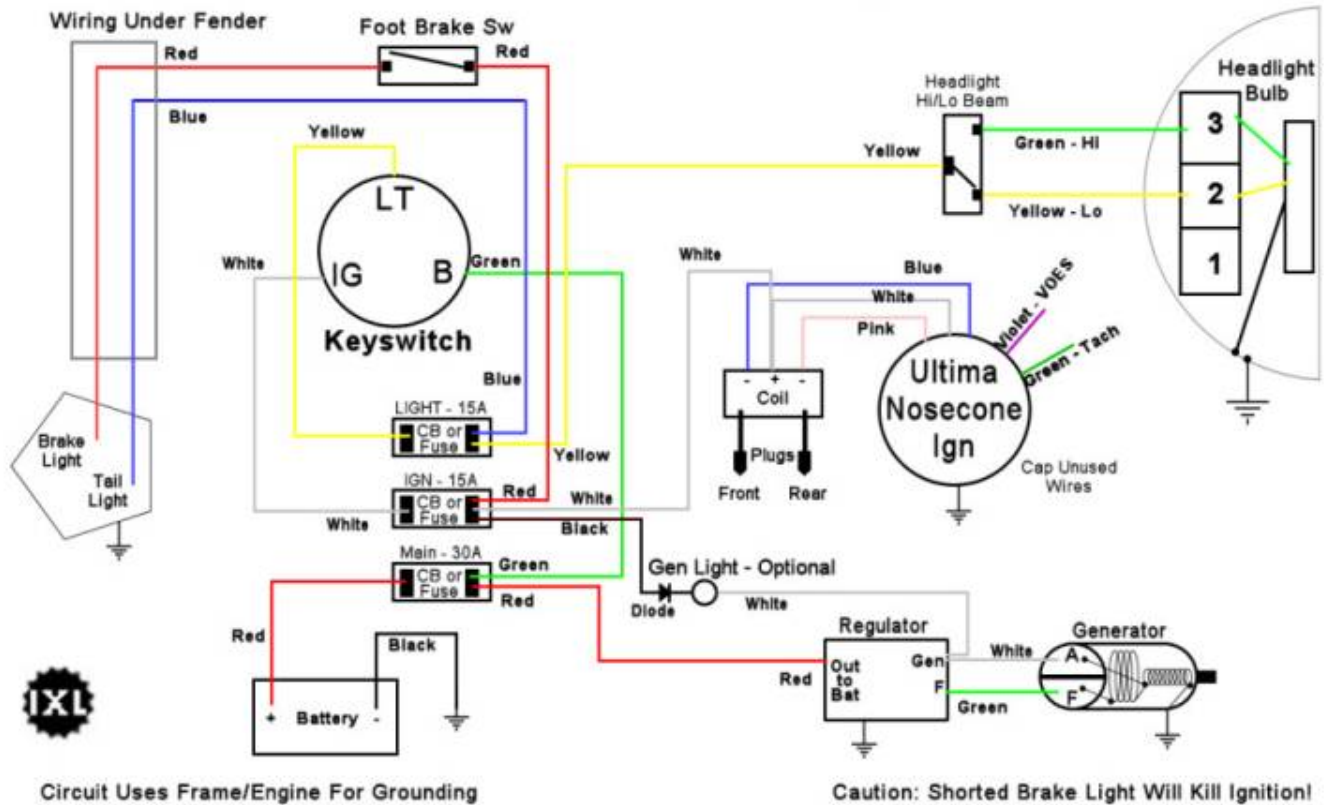 Wiring Under Fender
Foot Brake Sw
Red
Red
Blue
Yellow
LT
IG
B
White
Green
Keyswitch
Headlight
Hi/Lo Beam
Headlight
Bulb
3
2
1
Green - Hi
Yellow
Yellow - Lo
Blue
White
Pink
Violet - VOES
Green - Tach
Ultima
Nosecone
Ign
Cap Unused
Wires
- + -
Coil
Plugs
Front
Rear
Brake
Light
Tail
Light
Blue
LIGHT - 15A
CB or
Fuse
Yellow
IGN - 15A
CB or
Fuse
Red
White
White
Black
Main - 30A
CB or
Fuse
Green
Red
Gen Light - Optional
Diode
White
Red
Black
+ Battery -
Regulator
Out
to
Bat
Gen
F
Red
White
Green
Generator
A
F
IXL
Circuit Uses Frame/Engine For Grounding
Caution: Shorted Brake Light Will Kill Ignition!